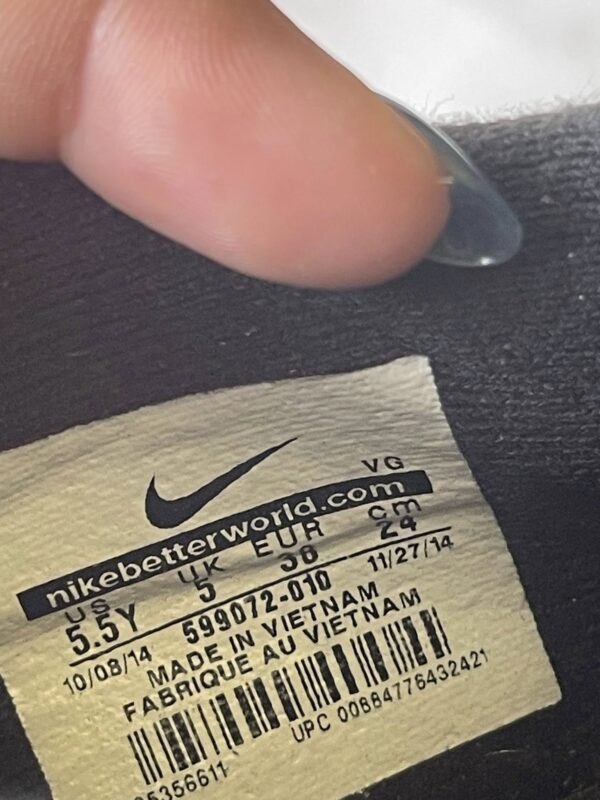 VG
nikebetterworld.com
US UK EUR cm
5.5Y 5 38 24
10/08/14 599072-010 11/27/14
MADE IN VIETNAM
FABRIQUE AU VIETNAM
UPC 00884776432421
5356611